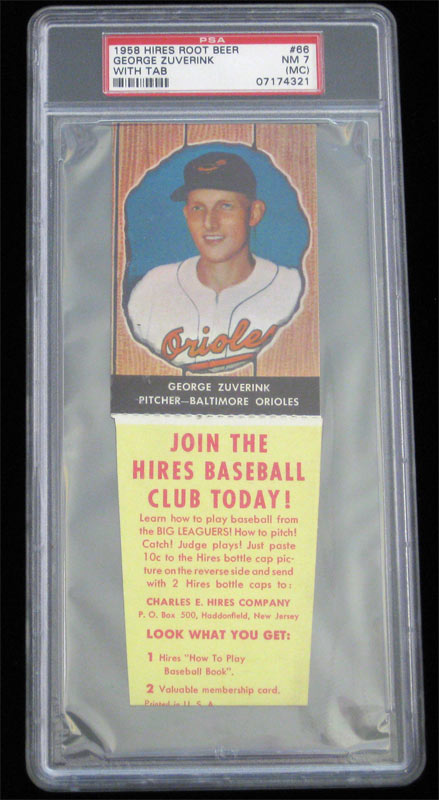 PSA
1958 HIRES ROOT BEER #66
GEORGE ZUVERINK NM 7
WITH TAB (MC)
07174321
Orioles
GEORGE ZUVERINK
PITCHER—BALTIMORE ORIOLES
JOIN THE
HIRES BASEBALL
CLUB TODAY!
Learn how to play baseball from
the BIG LEAGUERS! How to pitch!
Catch! Judge plays! Just paste
10c to the Hires bottle cap pic-
ture on the reverse side and send
with 2 Hires bottle caps to:
CHARLES E. HIRES COMPANY
P. O. Box 500, Haddonfield, New Jersey
LOOK WHAT YOU GET:
1 Hires "How To Play
Baseball Book".
2 Valuable membership card.
Printed in U. S. A.